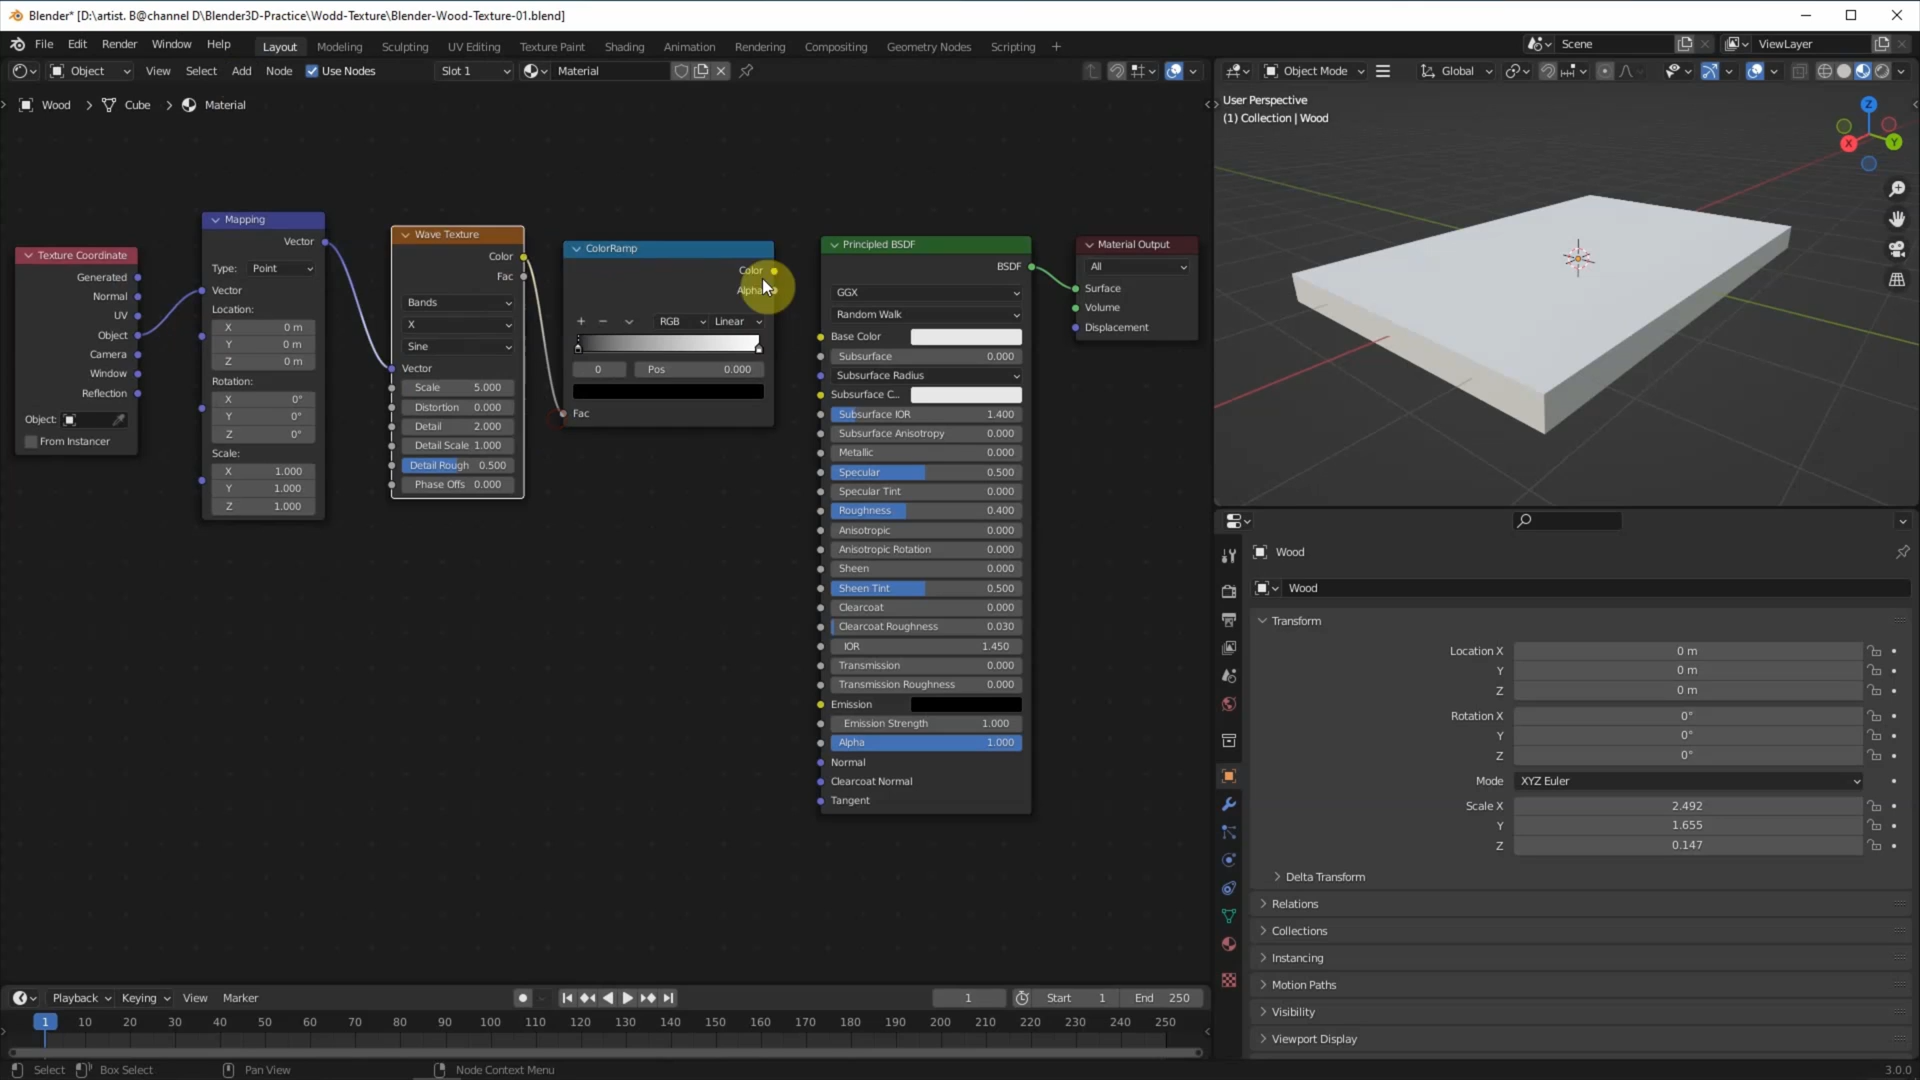 Blender* [D:\artist. B@channel D\Blender3D-Practice\Wodd-Texture\Blender-Wood-Texture-01.blend]
File Edit Render Window Help Layout Modeling Sculpting UV Editing Texture Paint Shading Animation Rendering Compositing Geometry Nodes Scripting + Scene ViewLayer
Object View Select Add Node Use Nodes Slot 1 Material
Object Mode Global
Wood > Cube > Material
User Perspective
(1) Collection | Wood
Z
X
Y
Texture Coordinate
Generated
Normal
UV
Object
Camera
Window
Reflection
Object:
From Instancer
Mapping
Vector
Type: Point
Vector
Location:
X 0 m
Y 0 m
Z 0 m
Rotation:
X 0°
Y 0°
Z 0°
Scale:
X 1.000
Y 1.000
Z 1.000
Wave Texture
Color
Fac
Bands
X
Sine
Vector
Scale 5.000
Distortion 0.000
Detail 2.000
Detail Scale 1.000
Detail Rough 0.500
Phase Offs 0.000
ColorRamp
Color
Alpha
+ − RGB Linear
0 Pos 0.000
Fac
Principled BSDF
BSDF
GGX
Random Walk
Base Color
Subsurface 0.000
Subsurface Radius
Subsurface C..
Subsurface IOR 1.400
Subsurface Anisotropy 0.000
Metallic 0.000
Specular 0.500
Specular Tint 0.000
Roughness 0.400
Anisotropic 0.000
Anisotropic Rotation 0.000
Sheen 0.000
Sheen Tint 0.500
Clearcoat 0.000
Clearcoat Roughness 0.030
IOR 1.450
Transmission 0.000
Transmission Roughness 0.000
Emission
Emission Strength 1.000
Alpha 1.000
Normal
Clearcoat Normal
Tangent
Material Output
All
Surface
Volume
Displacement
Wood
Wood
Transform
Location X 0 m
Y 0 m
Z 0 m
Rotation X 0°
Y 0°
Z 0°
Mode XYZ Euler
Scale X 2.492
Y 1.655
Z 0.147
Delta Transform
Relations
Collections
Instancing
Motion Paths
Visibility
Viewport Display
Playback Keying View Marker 1 Start 1 End 250
1 10 20 30 40 50 60 70 80 90 100 110 120 130 140 150 160 170 180 190 200 210 220 230 240 250
Select Box Select Pan View Node Context Menu 3.0.0